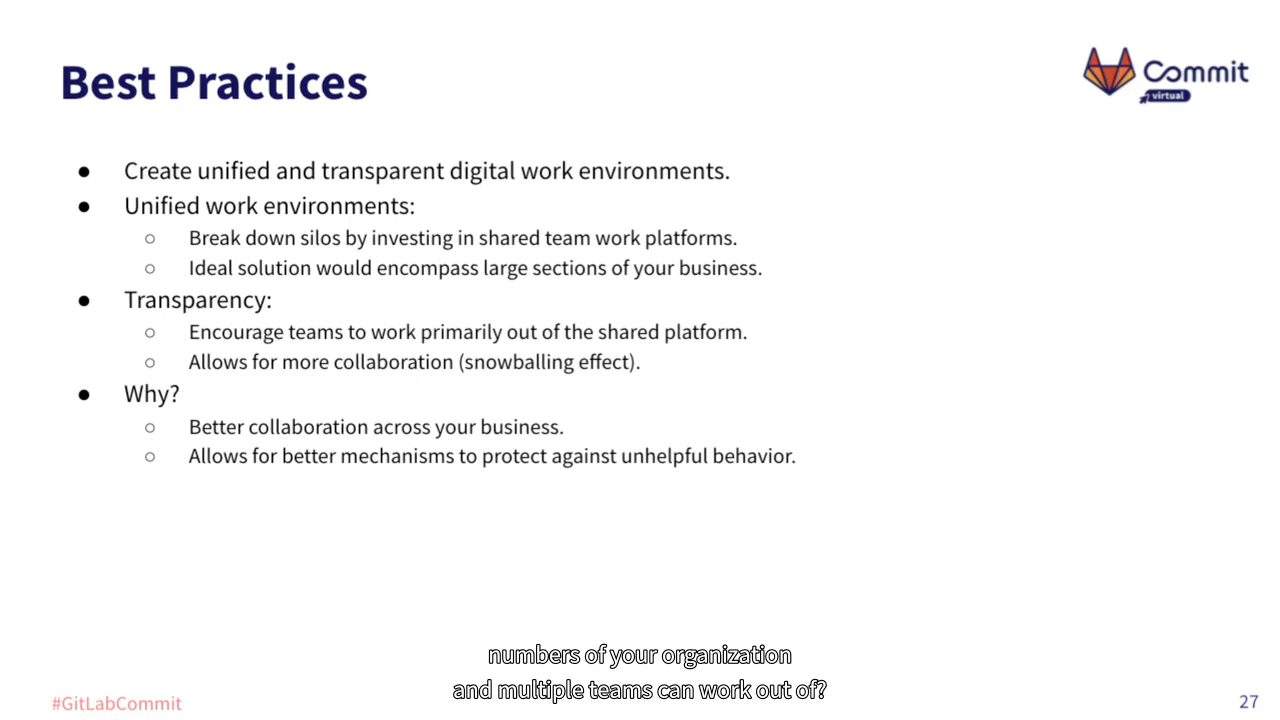 Best Practices
Commit
virtual
● Create unified and transparent digital work environments.
● Unified work environments:
○ Break down silos by investing in shared team work platforms.
○ Ideal solution would encompass large sections of your business.
● Transparency:
○ Encourage teams to work primarily out of the shared platform.
○ Allows for more collaboration (snowballing effect).
● Why?
○ Better collaboration across your business.
○ Allows for better mechanisms to protect against unhelpful behavior.
numbers of your organization
and multiple teams can work out of?
#GitLabCommit
27